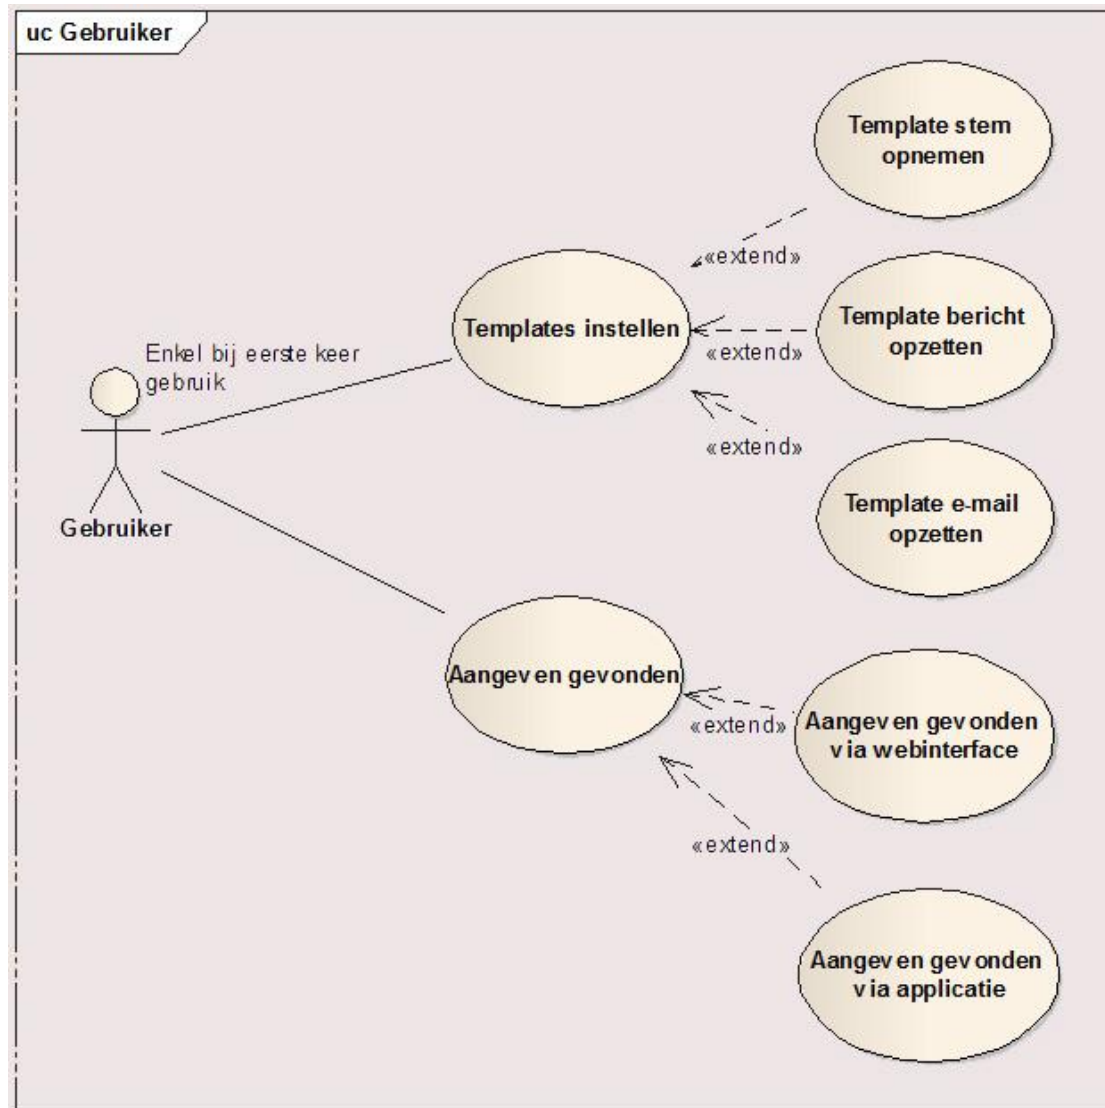 uc Gebruiker
Template stem
opnemen
«extend»
Templates instellen
Template bericht
opzetten
«extend»
Enkel bij eerste keer
gebruik
«extend»
Template e-mail
opzetten
Gebruiker
Aangeven gevonden
«extend»
Aangeven gevonden
via webinterface
«extend»
Aangeven gevonden
via applicatie